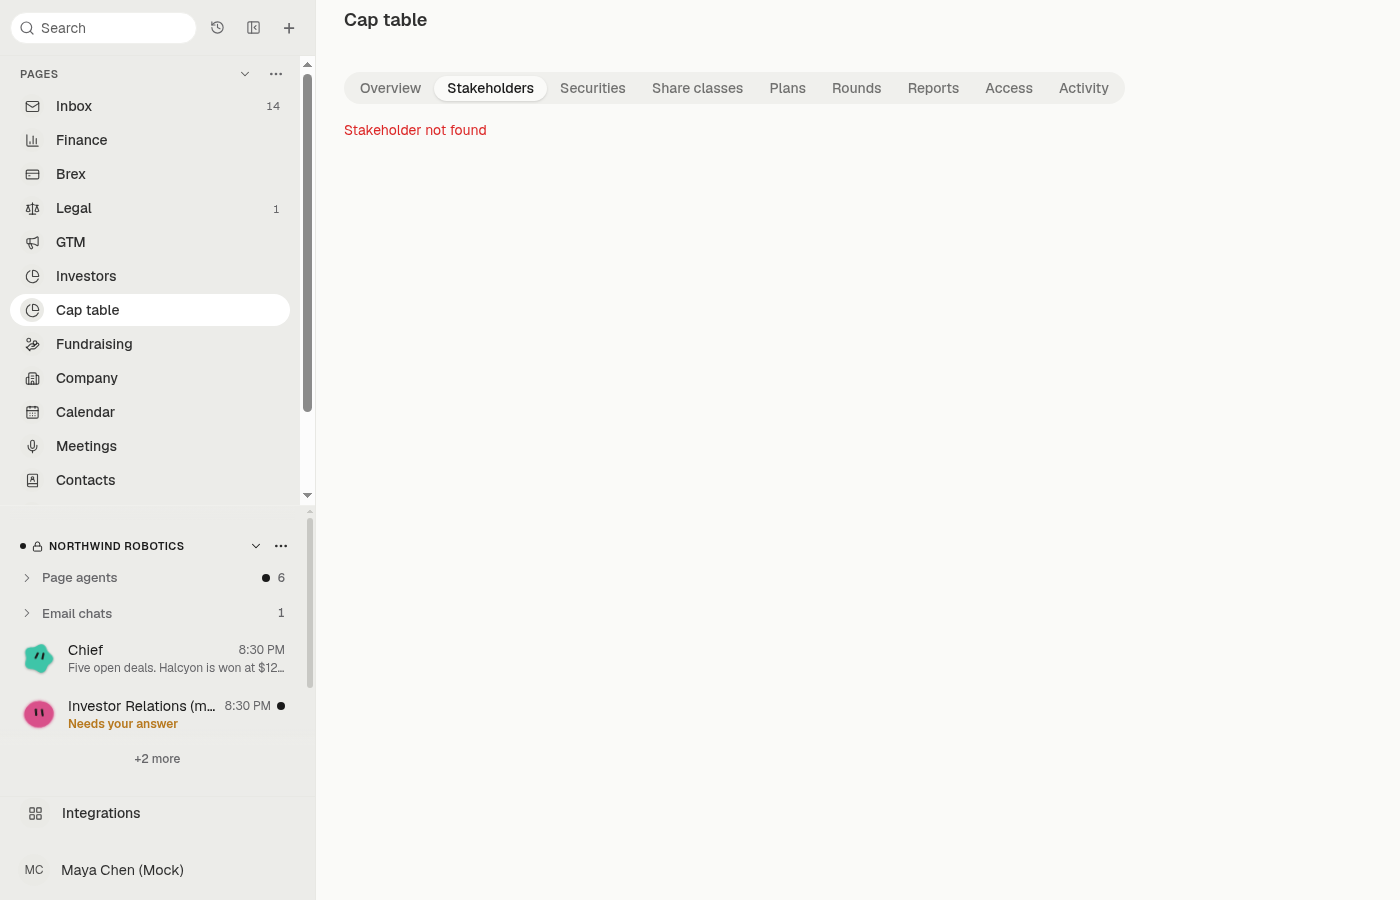 Search
PAGES
Inbox 14
Finance
Brex
Legal 1
GTM
Investors
Cap table
Fundraising
Company
Calendar
Meetings
Contacts
NORTHWIND ROBOTICS
Page agents 6
Email chats 1
Chief 8:30 PM
Five open deals. Halcyon is won at $12...
Investor Relations (m... 8:30 PM
Needs your answer
+2 more
Integrations
MC Maya Chen (Mock)
Cap table
Overview Stakeholders Securities Share classes Plans Rounds Reports Access Activity
Stakeholder not found